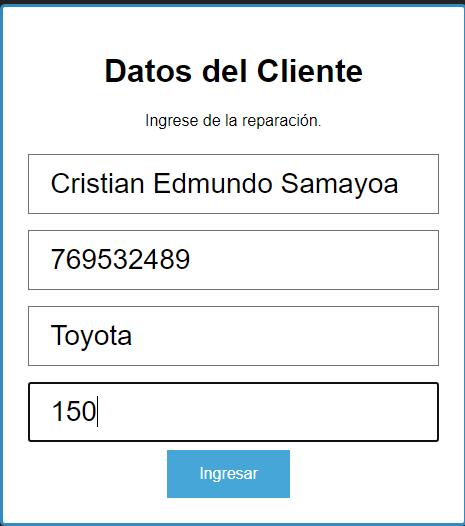 Datos del Cliente
Ingrese de la reparación.
Cristian Edmundo Samayoa
769532489
Toyota
150
Ingresar